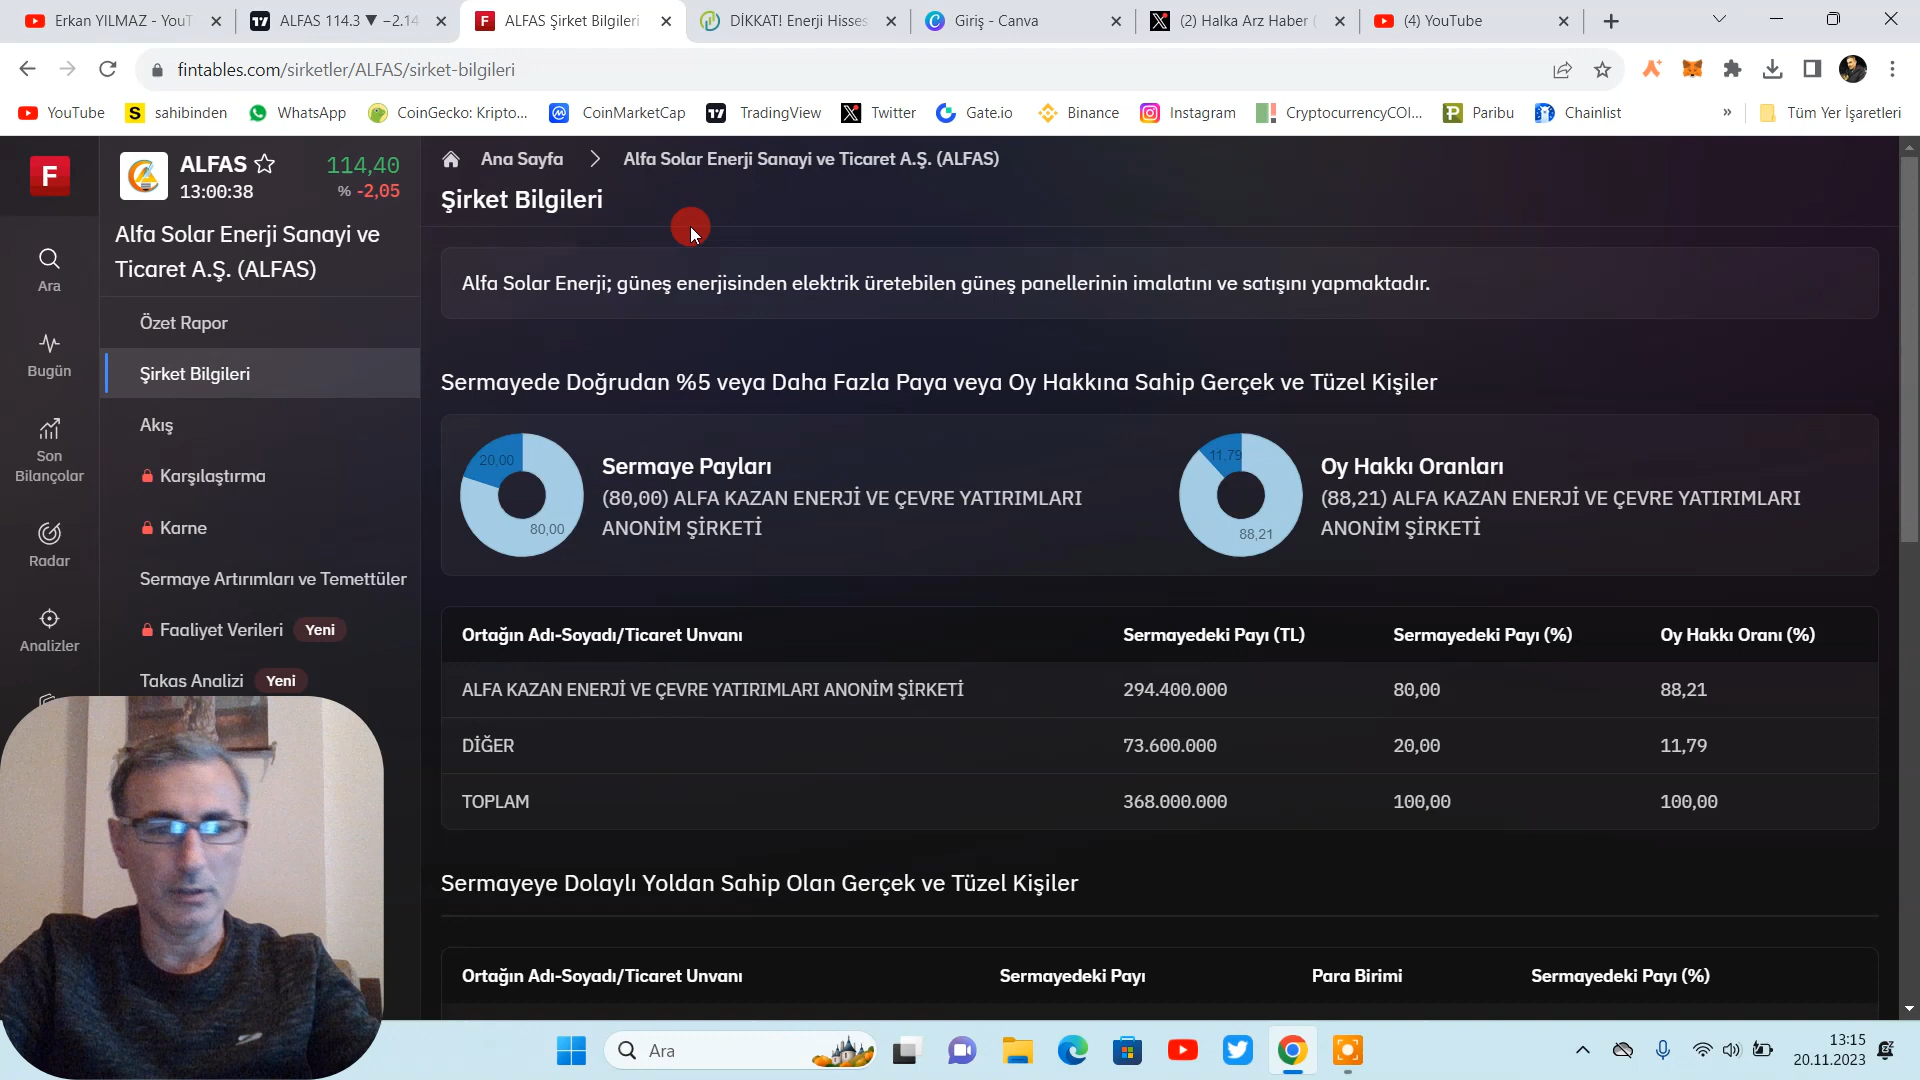 Erkan YILMAZ - YouT
ALFAS 114.3 ▼ −2.14
ALFAS Şirket Bilgileri
DİKKAT! Enerji Hisses
Giriş - Canva
(2) Halka Arz Haber (
(4) YouTube
fintables.com/sirketler/ALFAS/sirket-bilgileri
YouTube
sahibinden
WhatsApp
CoinGecko: Kripto...
CoinMarketCap
TradingView
Twitter
Gate.io
Binance
Instagram
CryptocurrencyCOI...
Paribu
Chainlist
»
Tüm Yer İşaretleri
F
Ara
Bugün
Son
Bilançolar
Radar
Analizler
ALFAS
114,40
13:00:38
% -2,05
Alfa Solar Enerji Sanayi ve
Ticaret A.Ş. (ALFAS)
Özet Rapor
Şirket Bilgileri
Akış
Karşılaştırma
Karne
Sermaye Artırımları ve Temettüler
Faaliyet Verileri Yeni
Takas Analizi Yeni
Ana Sayfa > Alfa Solar Enerji Sanayi ve Ticaret A.Ş. (ALFAS)
Şirket Bilgileri
Alfa Solar Enerji; güneş enerjisinden elektrik üretebilen güneş panellerinin imalatını ve satışını yapmaktadır.
Sermayede Doğrudan %5 veya Daha Fazla Paya veya Oy Hakkına Sahip Gerçek ve Tüzel Kişiler
20,00
80,00
Sermaye Payları
(80,00) ALFA KAZAN ENERJİ VE ÇEVRE YATIRIMLARI
ANONİM ŞİRKETİ
11,79
88,21
Oy Hakkı Oranları
(88,21) ALFA KAZAN ENERJİ VE ÇEVRE YATIRIMLARI
ANONİM ŞİRKETİ
Ortağın Adı-Soyadı/Ticaret Unvanı Sermayedeki Payı (TL) Sermayedeki Payı (%) Oy Hakkı Oranı (%)
ALFA KAZAN ENERJİ VE ÇEVRE YATIRIMLARI ANONİM ŞİRKETİ 294.400.000 80,00 88,21
DİĞER 73.600.000 20,00 11,79
TOPLAM 368.000.000 100,00 100,00
Sermayeye Dolaylı Yoldan Sahip Olan Gerçek ve Tüzel Kişiler
Ortağın Adı-Soyadı/Ticaret Unvanı Sermayedeki Payı Para Birimi Sermayedeki Payı (%)
Ara
13:15
20.11.2023